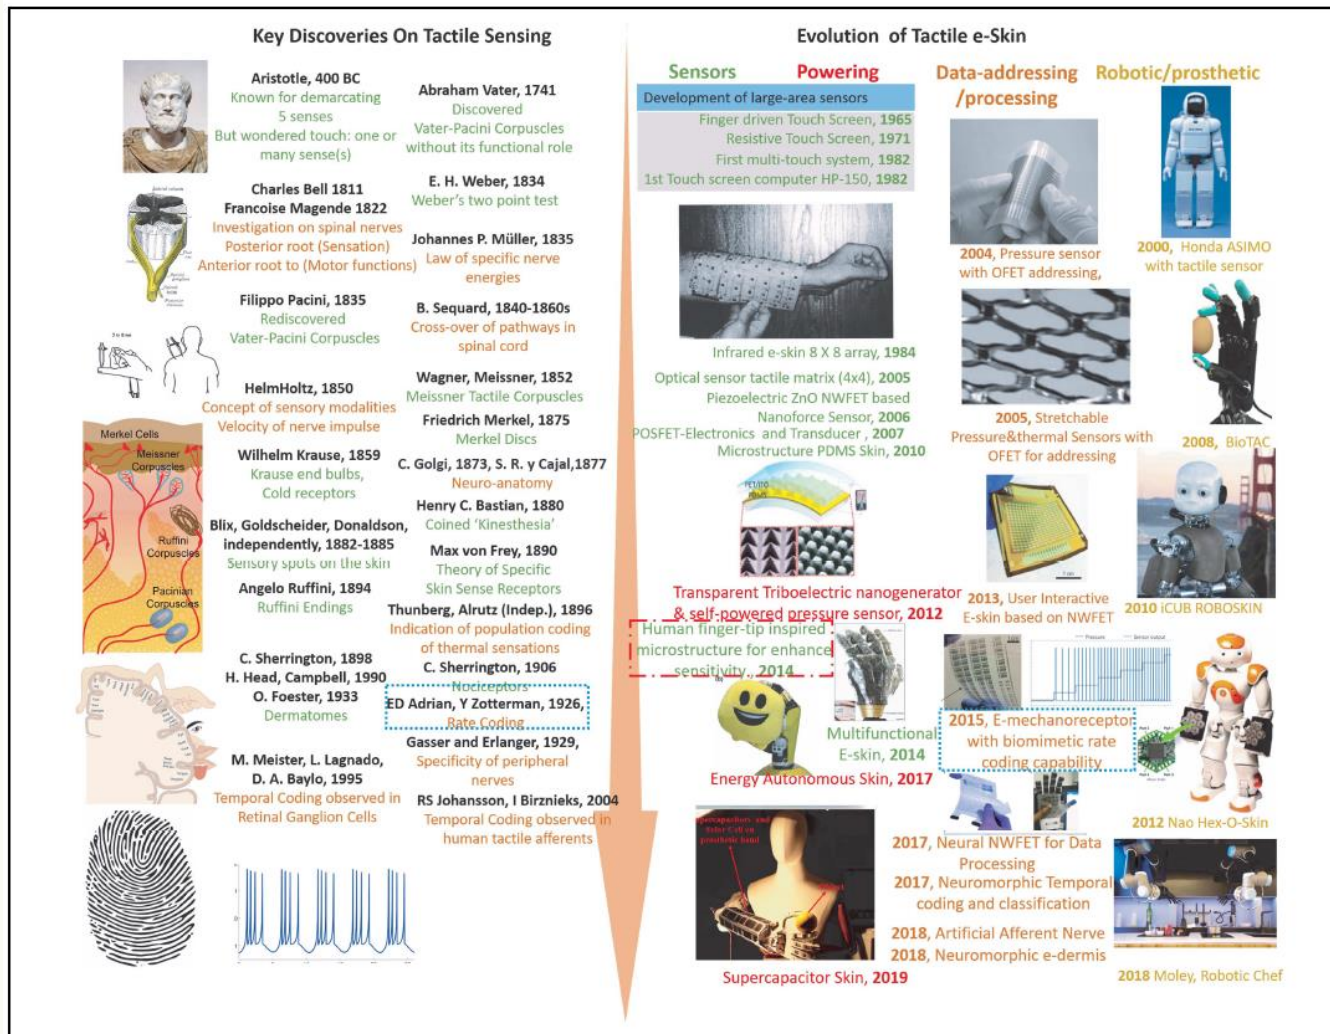 Key Discoveries On Tactile Sensing
Aristotle, 400 BC
Known for demarcating
5 senses
But wondered touch: one or
many sense(s)
Abraham Vater, 1741
Discovered
Vater-Pacini Corpuscles
without its functional role
Charles Bell 1811
Francoise Magende 1822
Investigation on spinal nerves
Posterior root (Sensation)
Anterior root to (Motor functions)
E. H. Weber, 1834
Weber's two point test
Johannes P. Müller, 1835
Law of specific nerve
energies
Filippo Pacini, 1835
Rediscovered
Vater-Pacini Corpuscles
B. Sequard, 1840-1860s
Cross-over of pathways in
spinal cord
HelmHoltz, 1850
Concept of sensory modalities
Velocity of nerve impulse
Wagner, Meissner, 1852
Meissner Tactile Corpuscles
Friedrich Merkel, 1875
Merkel Discs
Merkel Cells
Meissner
Corpuscles
Ruffini
Corpuscles
Pacinian
Corpuscles
Wilhelm Krause, 1859
Krause end bulbs,
Cold receptors
C. Golgi, 1873, S. R. y Cajal,1877
Neuro-anatomy
Henry C. Bastian, 1880
Coined 'Kinesthesia'
Blix, Goldscheider, Donaldson,
independently, 1882-1885
Sensory spots on the skin
Max von Frey, 1890
Theory of Specific
Skin Sense Receptors
Angelo Ruffini, 1894
Ruffini Endings
Thunberg, Alrutz (Indep.), 1896
Indication of population coding
of thermal sensations
C. Sherrington, 1898
H. Head, Campbell, 1990
O. Foester, 1933
Dermatomes
C. Sherrington, 1906
Nociceptors
ED Adrian, Y Zotterman, 1926,
Rate Coding
Gasser and Erlanger, 1929,
Specificity of peripheral
nerves
M. Meister, L. Lagnado,
D. A. Baylo, 1995
Temporal Coding observed in
Retinal Ganglion Cells
RS Johansson, I Birznieks, 2004
Temporal Coding observed in
human tactile afferents
Evolution of Tactile e-Skin
Sensors
Powering
Data-addressing
/processing
Robotic/prosthetic
Development of large-area sensors
Finger driven Touch Screen, 1965
Resistive Touch Screen, 1971
First multi-touch system, 1982
1st Touch screen computer HP-150, 1982
Infrared e-skin 8 X 8 array, 1984
Optical sensor tactile matrix (4x4), 2005
Piezoelectric ZnO NWFET based
Nanoforce Sensor, 2006
POSFET-Electronics and Transducer , 2007
Microstructure PDMS Skin, 2010
PET/ITO
PDMS
Transparent Triboelectric nanogenerator
& self-powered pressure sensor, 2012
Human finger-tip inspired
microstructure for enhance
sensitivity, 2014
Multifunctional
E-skin, 2014
Energy Autonomous Skin, 2017
Supercapacitors and
Solar Cell on
prosthetic hand
Supercapacitor Skin, 2019
2004, Pressure sensor
with OFET addressing,
2005, Stretchable
Pressure&thermal Sensors with
OFET for addressing
2013, User Interactive
E-skin based on NWFET
Pressure
Sensor output
2015, E-mechanoreceptor
with biomimetic rate
coding capability
2017, Neural NWFET for Data
Processing
2017, Neuromorphic Temporal
coding and classification
2018, Artificial Afferent Nerve
2018, Neuromorphic e-dermis
2000, Honda ASIMO
with tactile sensor
2008, BioTAC
2010 iCUB ROBOSKIN
2012 Nao Hex-O-Skin
2018 Moley, Robotic Chef